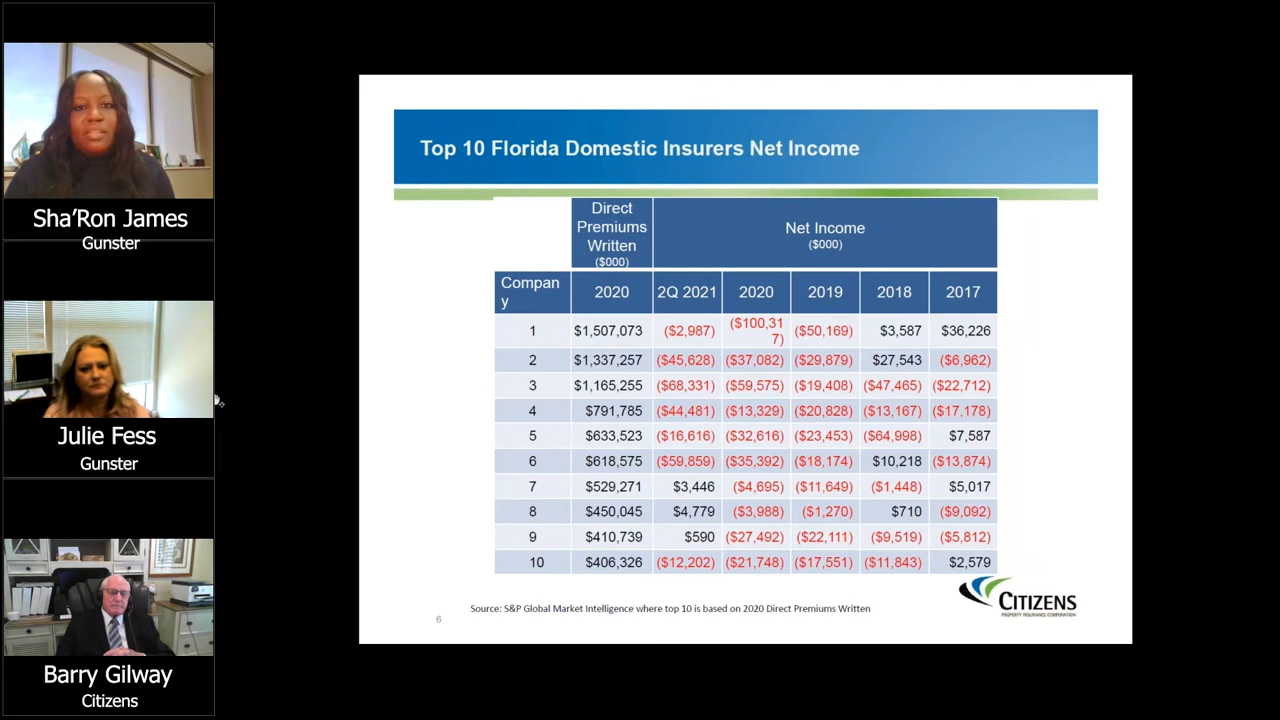 Sha'Ron James
Gunster
Julie Fess
Gunster
Barry Gilway
Citizens
Top 10 Florida Domestic Insurers Net Income
Direct
Premiums
Written
($000)
Net Income
($000)
Compan
y
2020
2Q 2021
2020
2019
2018
2017
1 $1,507,073 ($2,987) ($100,31
7) ($50,169) $3,587 $36,226
2 $1,337,257 ($45,628) ($37,082) ($29,879) $27,543 ($6,962)
3 $1,165,255 ($68,331) ($59,575) ($19,408) ($47,465) ($22,712)
4 $791,785 ($44,481) ($13,329) ($20,828) ($13,167) ($17,178)
5 $633,523 ($16,616) ($32,616) ($23,453) ($64,998) $7,587
6 $618,575 ($59,859) ($35,392) ($18,174) $10,218 ($13,874)
7 $529,271 $3,446 ($4,695) ($11,649) ($1,448) $5,017
8 $450,045 $4,779 ($3,988) ($1,270) $710 ($9,092)
9 $410,739 $590 ($27,492) ($22,111) ($9,519) ($5,812)
10 $406,326 ($12,202) ($21,748) ($17,551) ($11,843) $2,579
Source: S&P Global Market Intelligence where top 10 is based on 2020 Direct Premiums Written
6
CITIZENS
PROPERTY INSURANCE CORPORATION